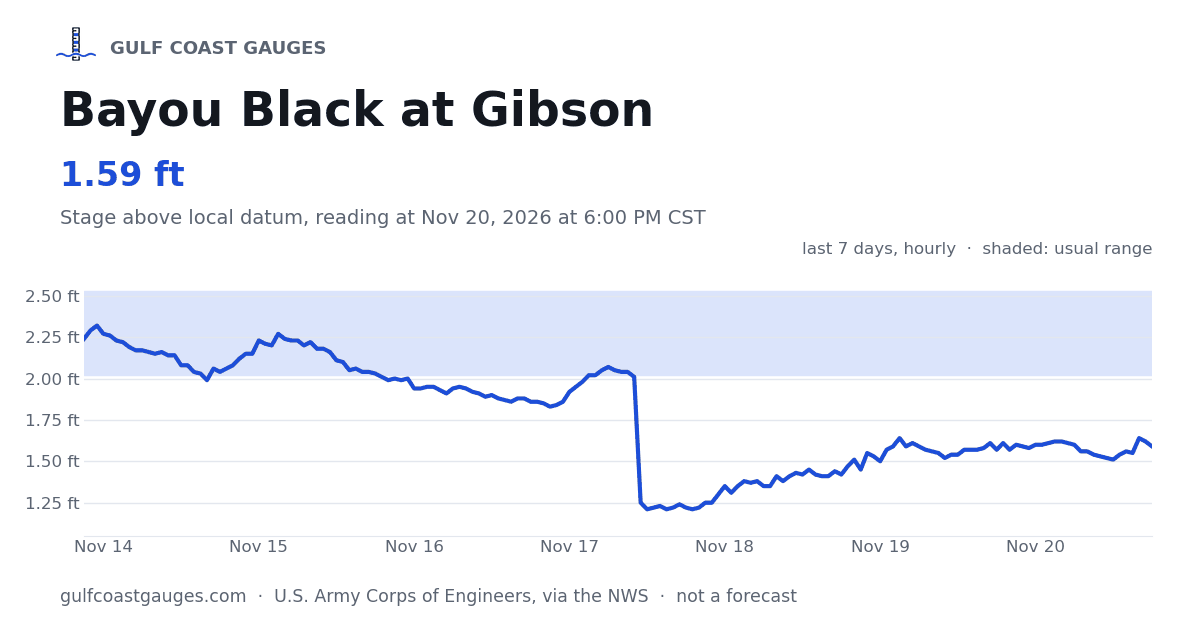 GULF COAST GAUGES
Bayou Black at Gibson
1.59 ft
Stage above local datum, reading at Nov 20, 2026 at 6:00 PM CST
last 7 days, hourly · shaded: usual range
2.50 ft
2.25 ft
2.00 ft
1.75 ft
1.50 ft
1.25 ft
Nov 14 Nov 15 Nov 16 Nov 17 Nov 18 Nov 19 Nov 20
gulfcoastgauges.com · U.S. Army Corps of Engineers, via the NWS · not a forecast